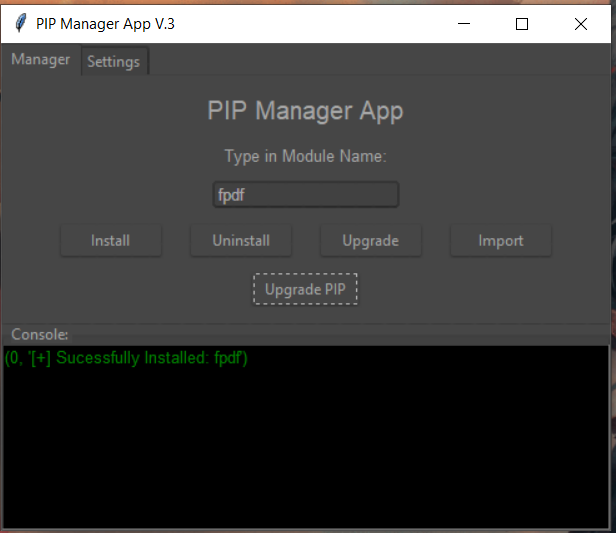 PIP Manager App V.3
Manager Settings
PIP Manager App
Type in Module Name:
fpdf
Install Uninstall Upgrade Import
Upgrade PIP
Console:
(0, '[+] Sucessfully Installed: fpdf')